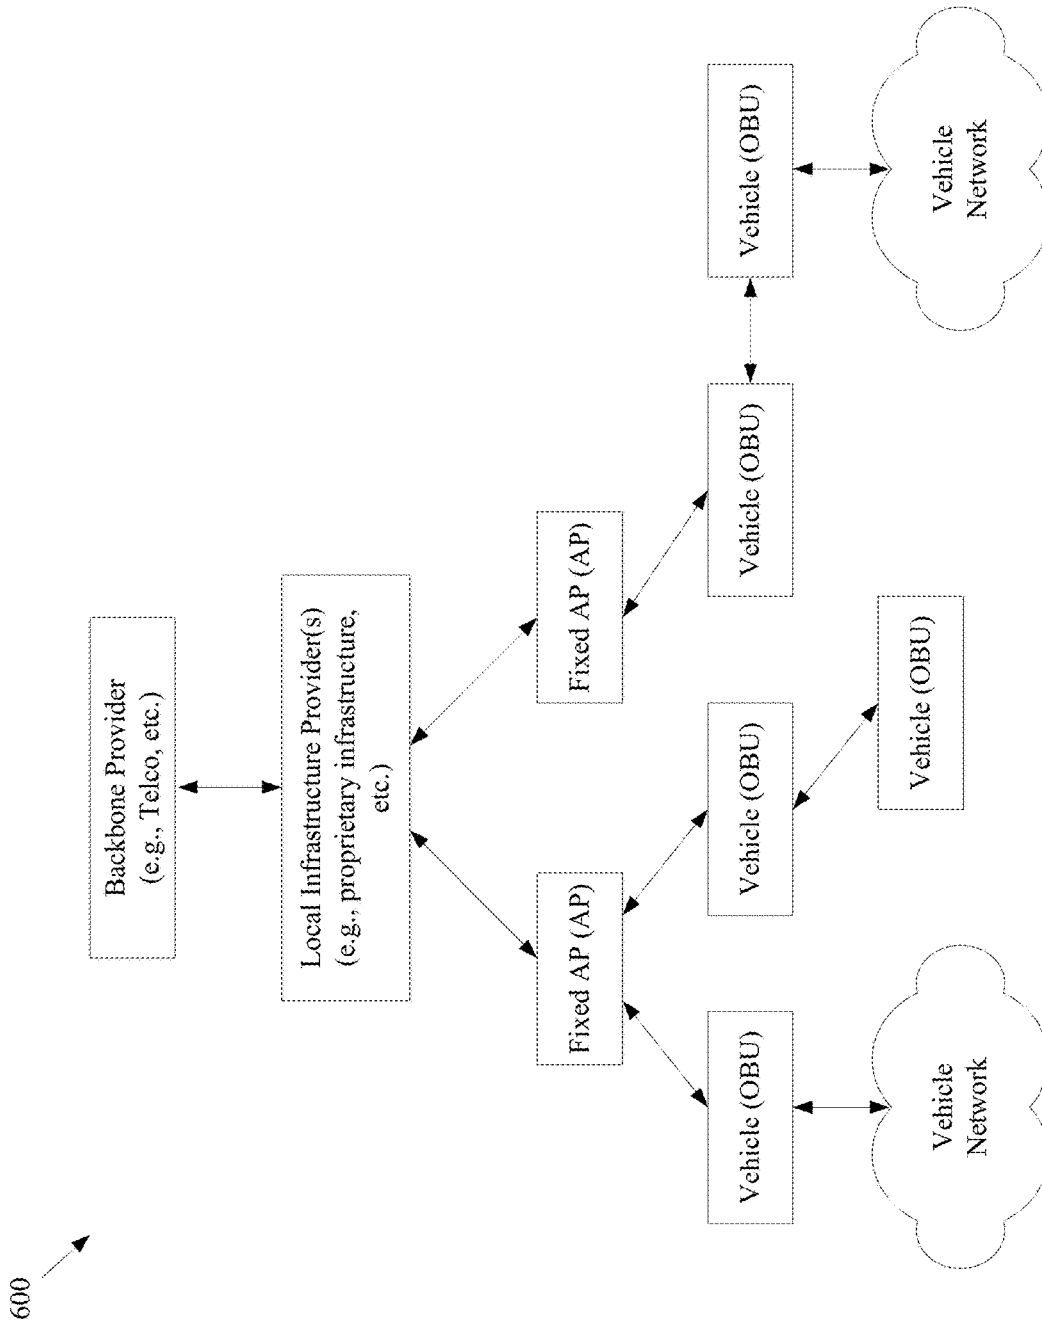 600
Backbone Provider
(e.g., Telco, etc.)
Local Infrastructure Provider(s)
(e.g., proprietary infrastructure,
etc.)
Fixed AP (AP)
Fixed AP (AP)
Vehicle (OBU)
Vehicle (OBU)
Vehicle (OBU)
Vehicle (OBU)
Vehicle (OBU)
Vehicle
Network
Vehicle
Network